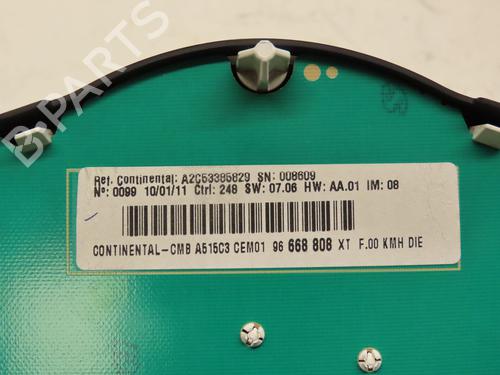 B-PARTS
Ref. Continental: A2C53385829 SN: 008609
Nº: 0099 10/01/11 Ctrl: 248 SW: 07.06 HW: AA.01 IM: 08
CONTINENTAL-CMB A515C3 CEM01 96 668 808 XT F.00 KMH DIE